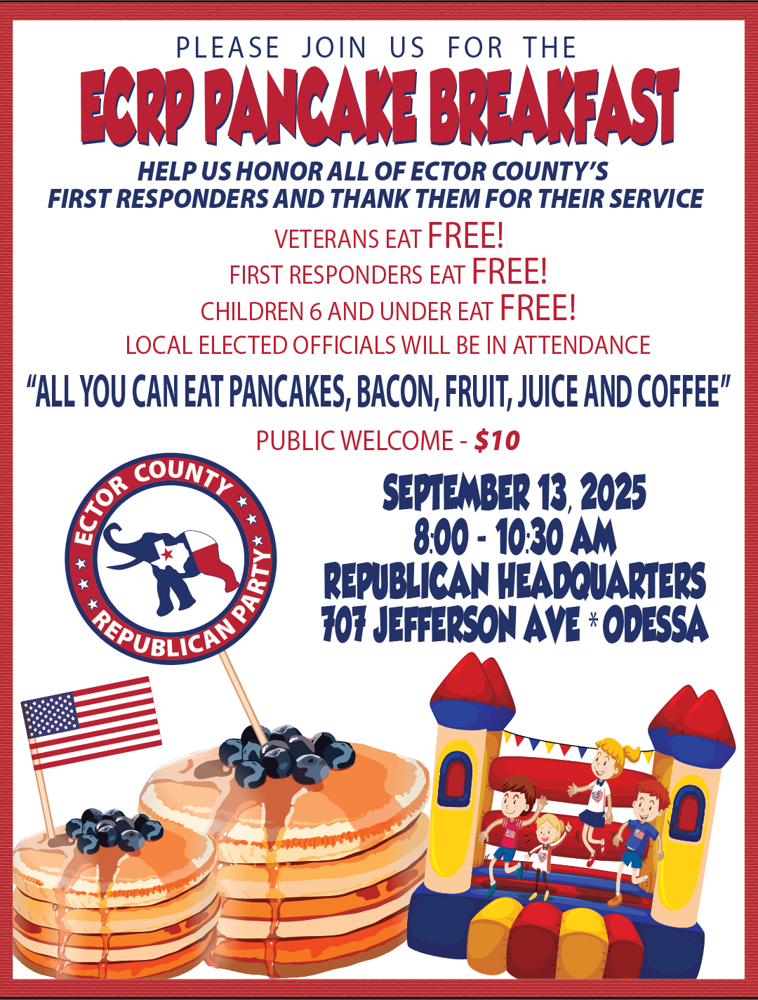 PLEASE JOIN US FOR THE
ECRP PANCAKE BREAKFAST
HELP US HONOR ALL OF ECTOR COUNTY'S
FIRST RESPONDERS AND THANK THEM FOR THEIR SERVICE
VETERANS EAT FREE!
FIRST RESPONDERS EAT FREE!
CHILDREN 6 AND UNDER EAT FREE!
LOCAL ELECTED OFFICIALS WILL BE IN ATTENDANCE
“ALL YOU CAN EAT PANCAKES, BACON, FRUIT, JUICE AND COFFEE”
PUBLIC WELCOME - $10
ECTOR COUNTY
REPUBLICAN PARTY
SEPTEMBER 13, 2025
8:00 - 10:30 AM
REPUBLICAN HEADQUARTERS
707 JEFFERSON AVE * ODESSA